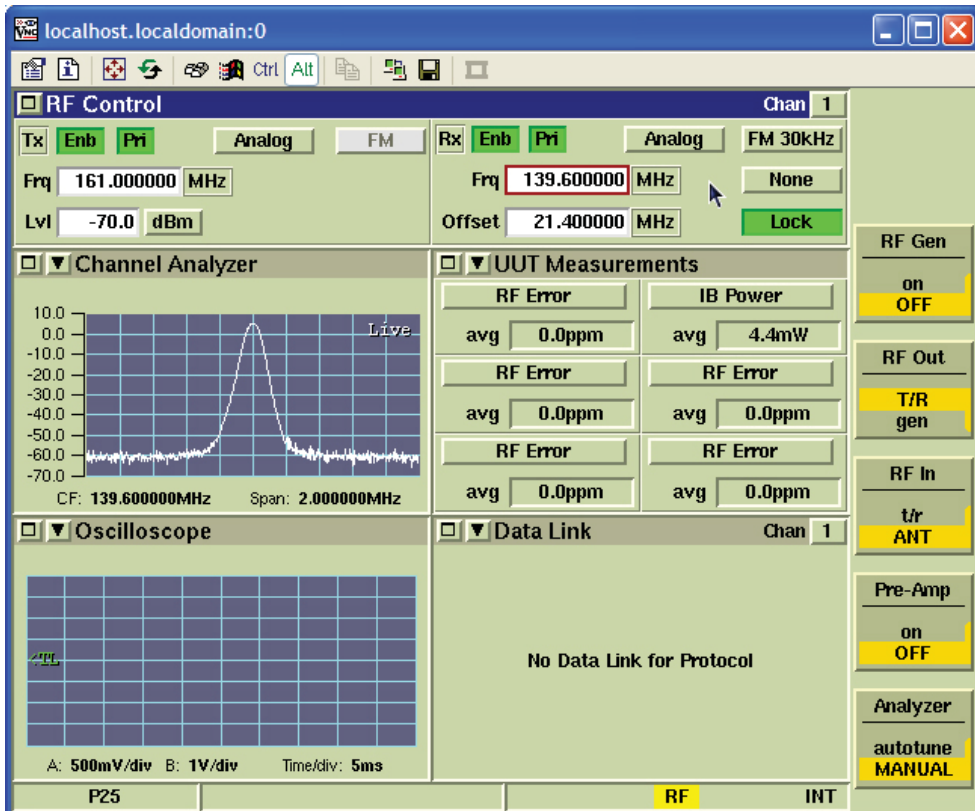 localhost.localdomain:0
Ctrl Alt
RF Control Chan 1
Tx Enb Pri Analog FM
Frq 161.000000 MHz
Lvl -70.0 dBm
Rx Enb Pri Analog FM 30kHz
Frq 139.600000 MHz None
Offset 21.400000 MHz Lock
Channel Analyzer
Live
10.0
0.0
-10.0
-20.0
-30.0
-40.0
-50.0
-60.0
-70.0
CF: 139.600000MHz Span: 2.000000MHz
UUT Measurements
RF Error IB Power
avg 0.0ppm avg 4.4mW
RF Error RF Error
avg 0.0ppm avg 0.0ppm
RF Error RF Error
avg 0.0ppm avg 0.0ppm
Oscilloscope
<TL
A: 500mV/div B: 1V/div Time/div: 5ms
Data Link Chan 1
No Data Link for Protocol
RF Gen
on
OFF
RF Out
T/R
gen
RF In
t/r
ANT
Pre-Amp
on
OFF
Analyzer
autotune
MANUAL
P25 RF INT